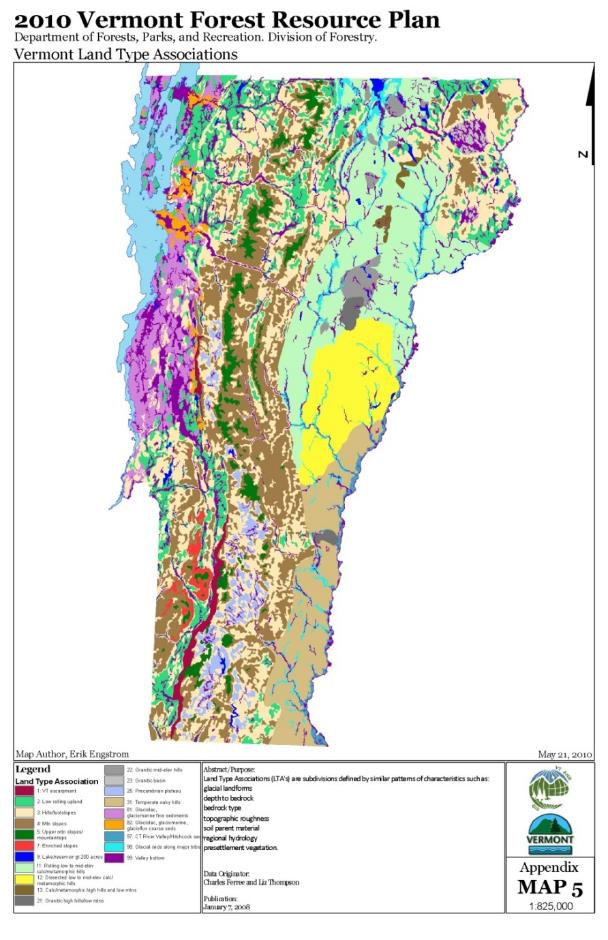 2010 Vermont Forest Resource Plan
Department of Forests, Parks, and Recreation. Division of Forestry.
Vermont Land Type Associations
N
Map Author, Erik Engstrom
May 21, 2010
Legend
Land Type Association
1: VT escarpment
2: Low rolling upland
3: Hills/footslopes
4: Mtn slopes
5: Upper mtn slopes/
mountaintops
7: Enriched slopes
9: Lake/reservoir gt 200 acres
11: Rolling low to mid-elev
calc/metamorphic hills
12: Dissected low to mid-elev calc/
metamorphic hills
13: Calc/metamorphic high hills and low mtns
21: Granitic high hills/low mtns
22: Granitic mid-elev hills
23: Granitic basin
25: Precambrian plateau
31: Temperate oaky hills
81: Glaciolac,
glaciomarine fine sediments
82: Glaciolac, glaciomarine,
glacioflux coarse seds
97: CT River Valley/Hitchcock sed
98: Glacial seds along major tribs
99: Valley bottom
Abstract/Purpose:
Land Type Associations (LTA's) are subdivisions defined by similar patterns of characteristics such as:
glacial landforms
depth to bedrock
bedrock type
topographic roughness
soil parent material
regional hydrology
presettlement vegetation.
Data Originator:
Charles Ferree and Liz Thompson
Publication:
January 7, 2008
VERMONT
Appendix
MAP 5
1:825,000